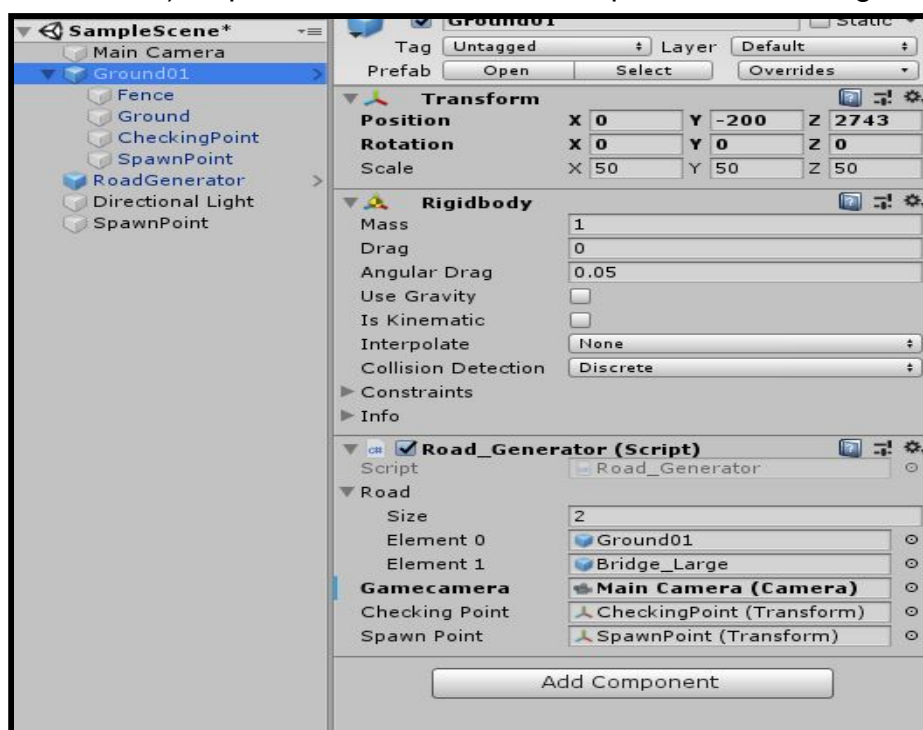 SampleScene*
Main Camera
Ground01
Fence
Ground
CheckingPoint
SpawnPoint
RoadGenerator
Directional Light
SpawnPoint
Ground01 Static
Tag Untagged Layer Default
Prefab Open Select Overrides
Transform
Position X 0 Y -200 Z 2743
Rotation X 0 Y 0 Z 0
Scale X 50 Y 50 Z 50
Rigidbody
Mass 1
Drag 0
Angular Drag 0.05
Use Gravity
Is Kinematic
Interpolate None
Collision Detection Discrete
Constraints
Info
Road_Generator (Script)
Script Road_Generator
Road
Size 2
Element 0 Ground01
Element 1 Bridge_Large
Gamecamera Main Camera (Camera)
Checking Point CheckingPoint (Transform)
Spawn Point SpawnPoint (Transform)
Add Component